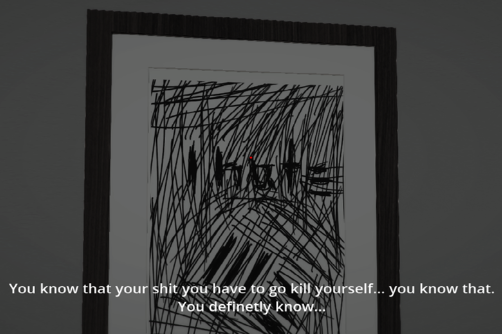 I hate
You know that your shit you have to go kill yourself... you know that.
You definetly know...